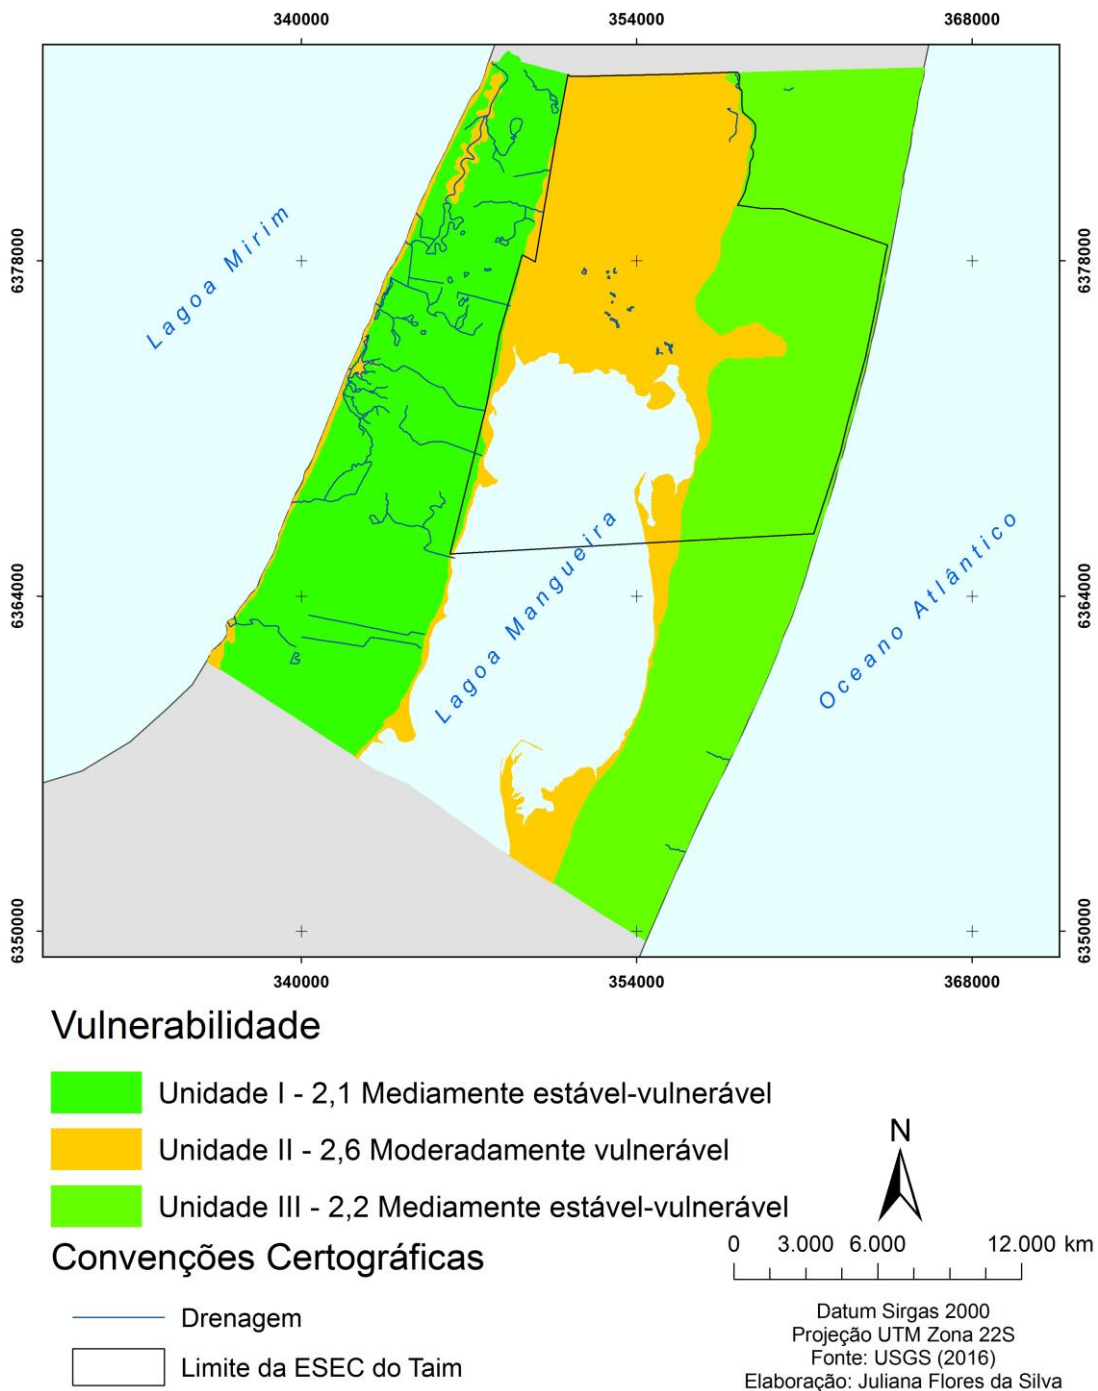 340000 354000 368000
6378000 6378000
Lagoa Mirim
Lagoa Mangueira
Oceano Atlântico
6364000 6364000
6350000 6350000
340000 354000 368000
Vulnerabilidade
Unidade I - 2,1 Mediamente estável-vulnerável
Unidade II - 2,6 Moderadamente vulnerável
Unidade III - 2,2 Mediamente estável-vulnerável
Convenções Certográficas
Drenagem
Limite da ESEC do Taim
N
0 3.000 6.000 12.000 km
Datum Sirgas 2000
Projeção UTM Zona 22S
Fonte: USGS (2016)
Elaboração: Juliana Flores da Silva